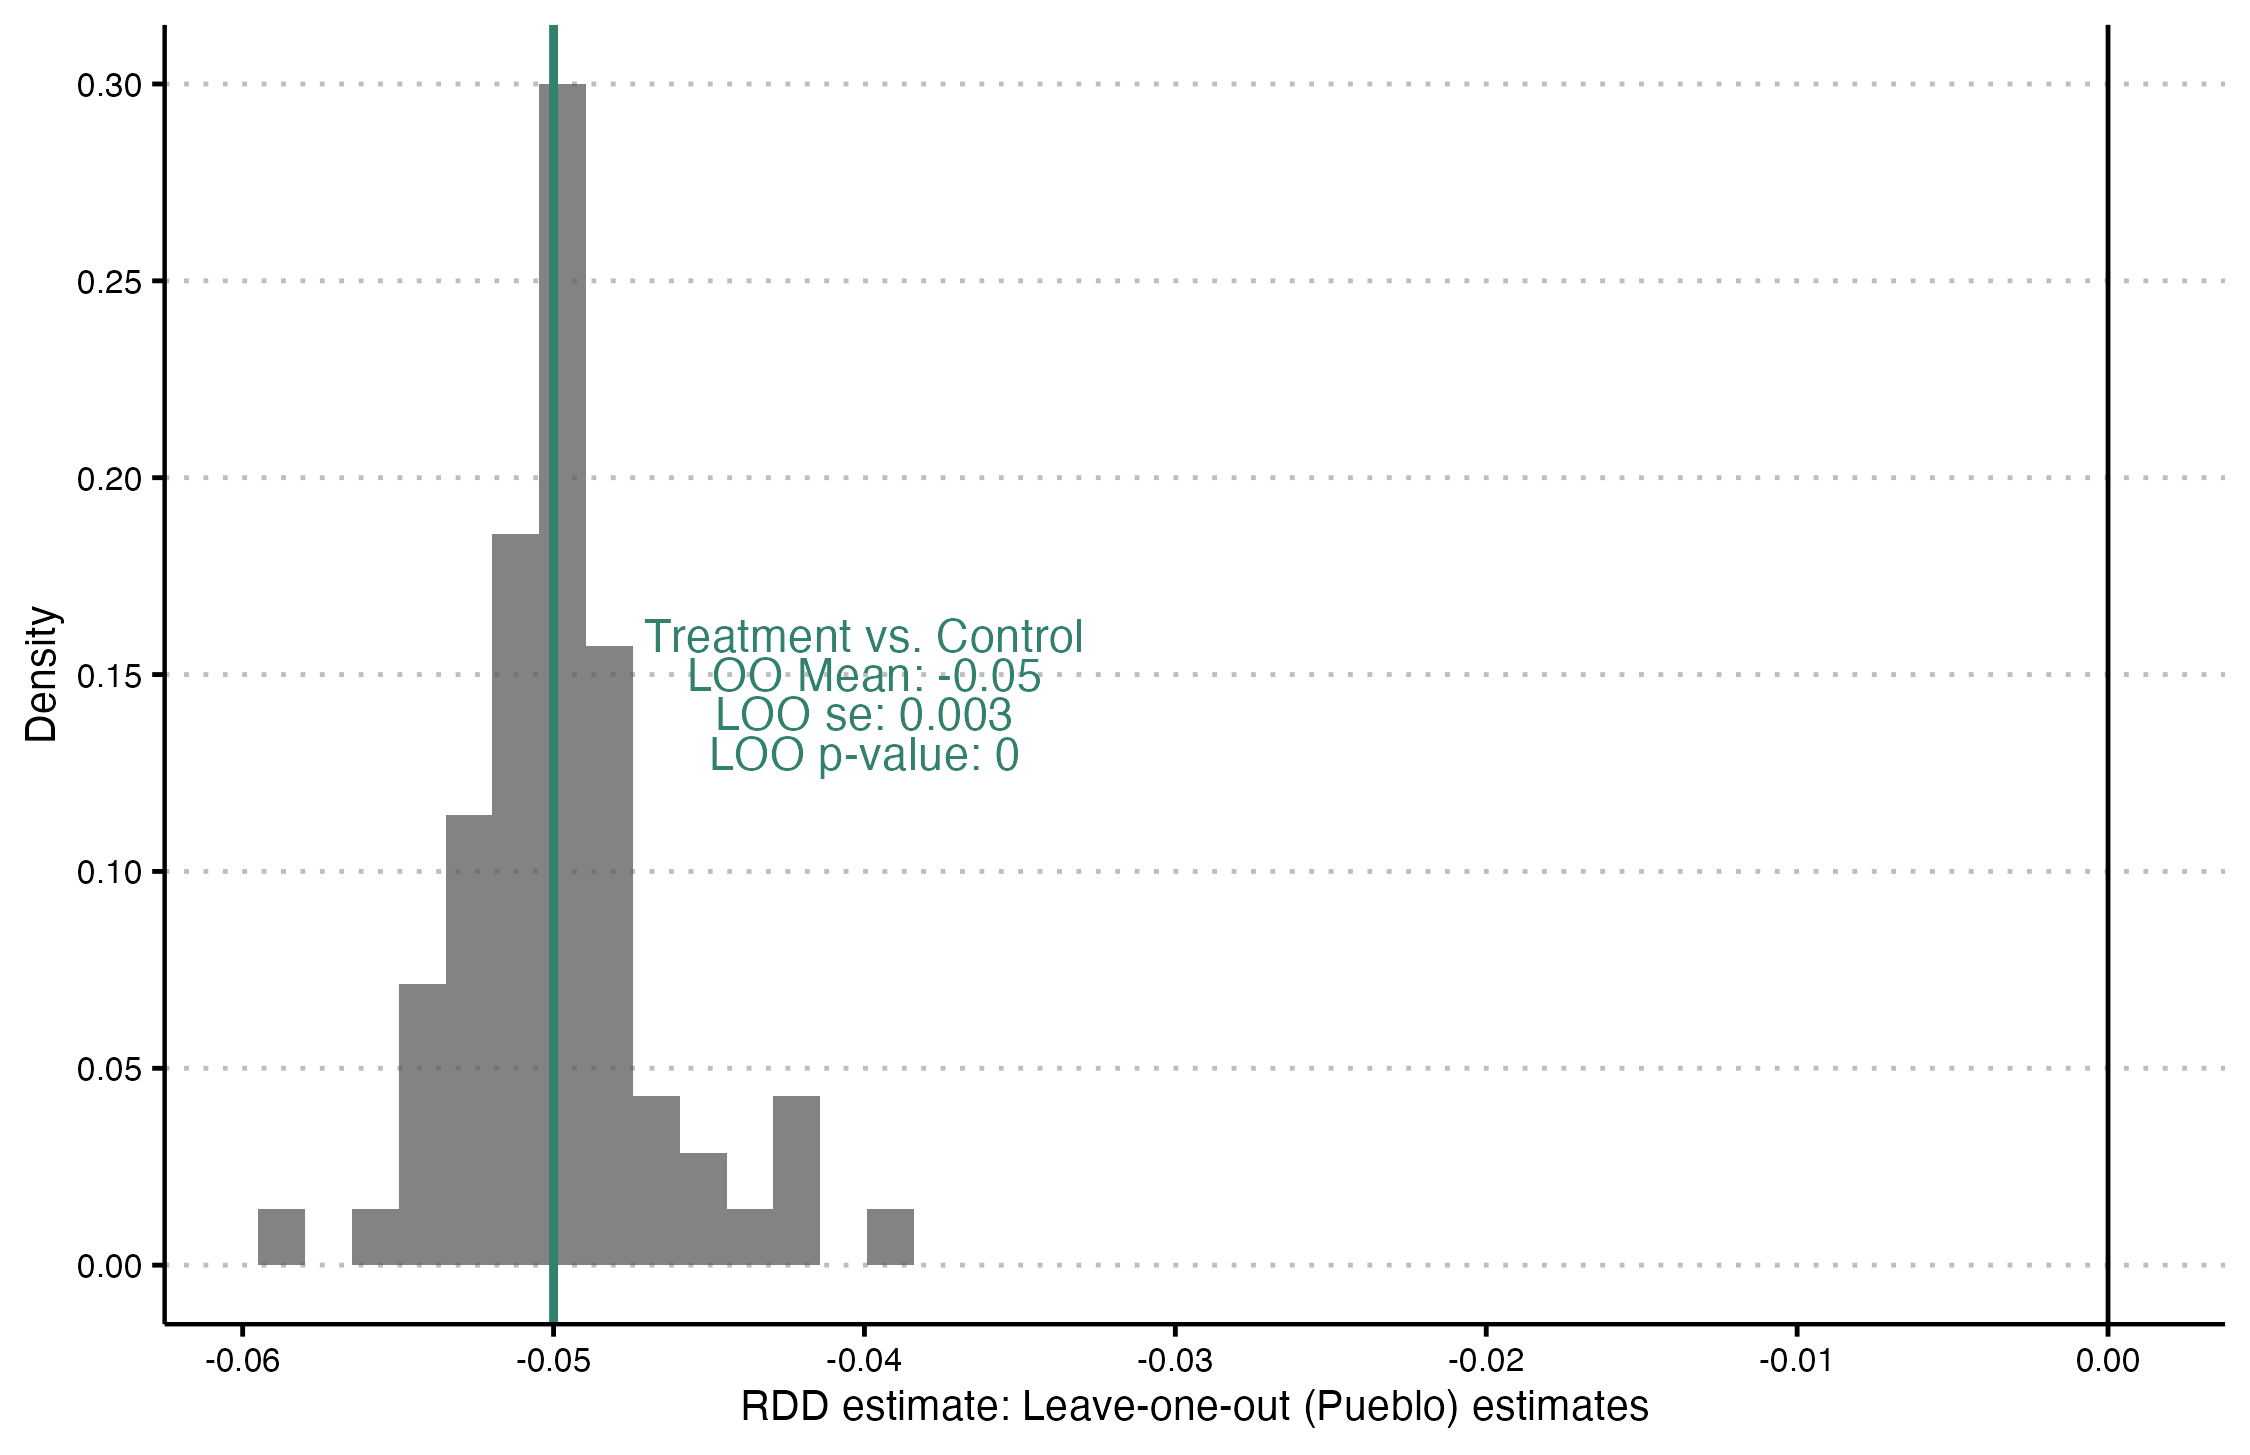 0.30
0.25
0.20
0.15
0.10
0.05
0.00
Density
Treatment vs. Control
LOO Mean: -0.05
LOO se: 0.003
LOO p-value: 0
-0.06 -0.05 -0.04 -0.03 -0.02 -0.01 0.00
RDD estimate: Leave-one-out (Pueblo) estimates